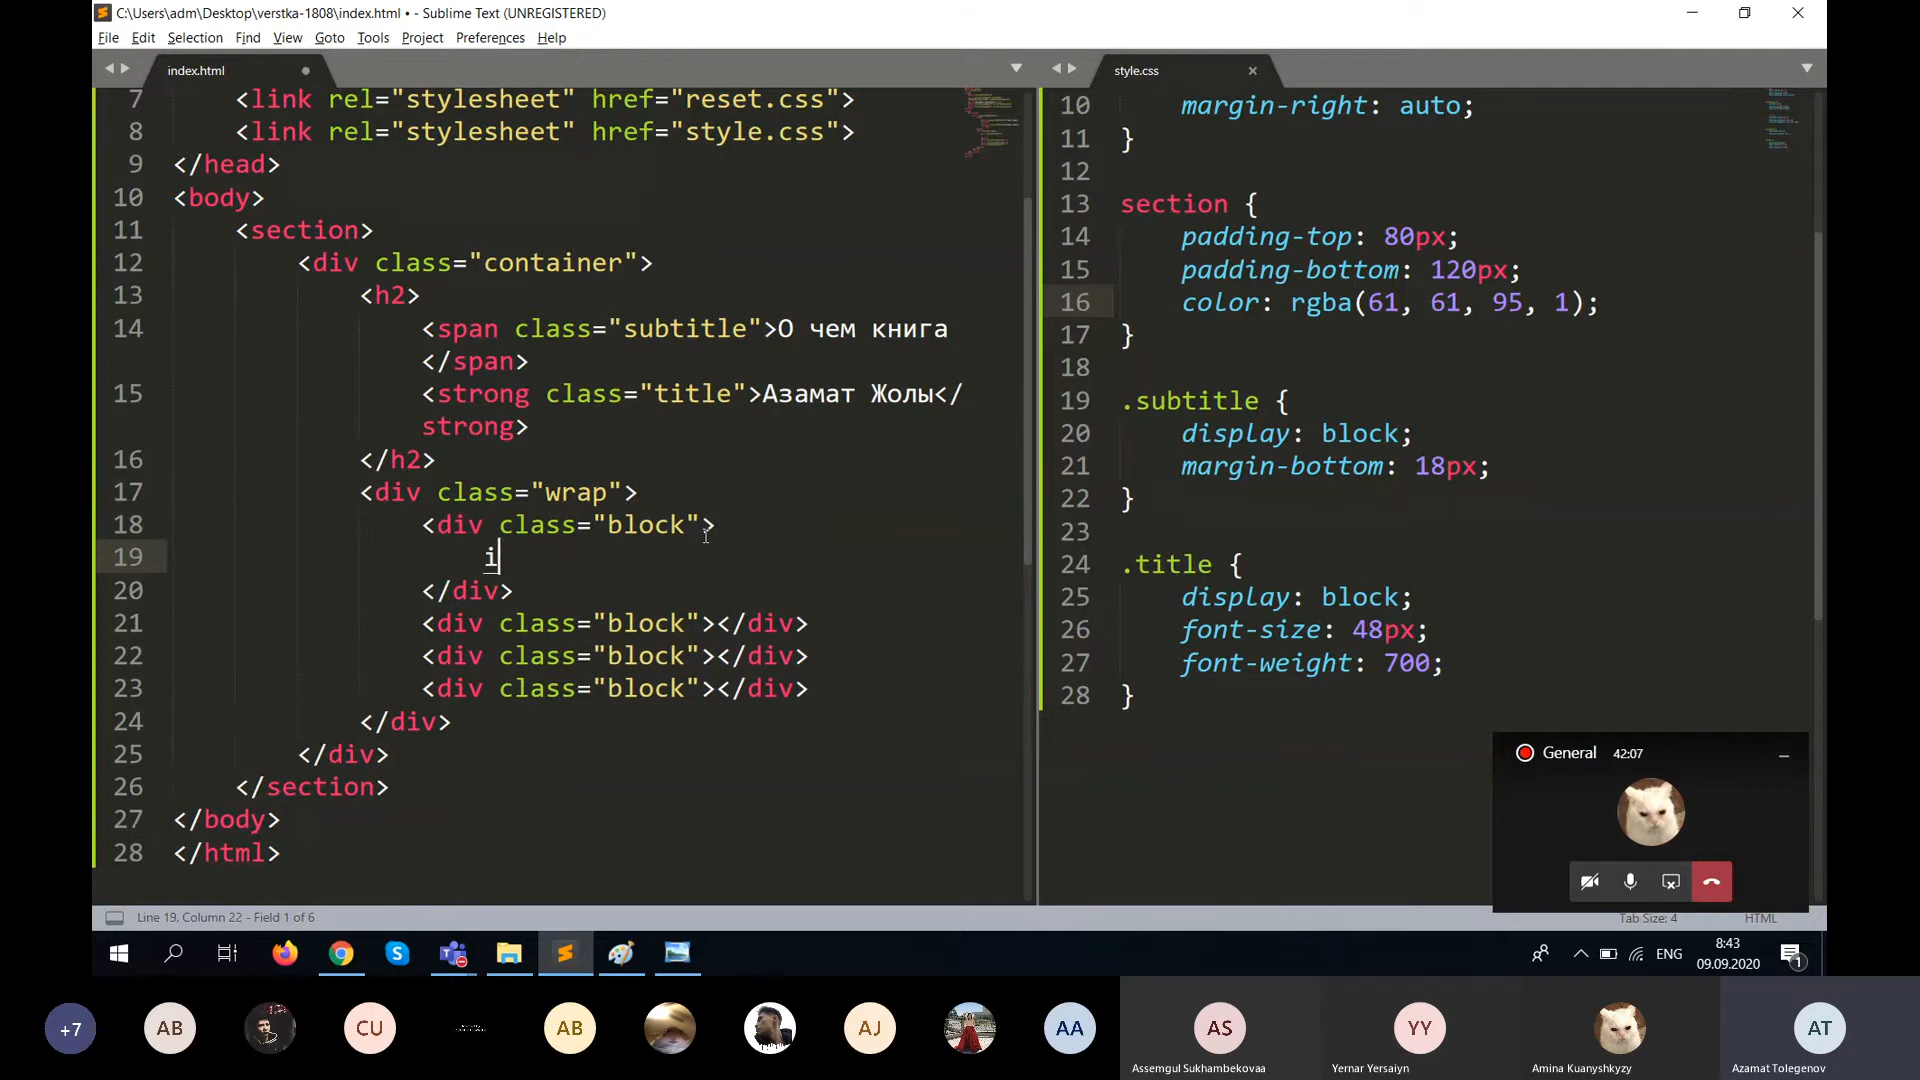 C:\Users\adm\Desktop\verstka-1808\index.html • - Sublime Text (UNREGISTERED)
File Edit Selection Find View Goto Tools Project Preferences Help
index.html
7 <link rel="stylesheet" href="reset.css">
8 <link rel="stylesheet" href="style.css">
9 </head>
10 <body>
11 <section>
12 <div class="container">
13 <h2>
14 <span class="subtitle">О чем книга
</span>
15 <strong class="title">Азамат Жолы</
strong>
16 </h2>
17 <div class="wrap">
18 <div class="block">
19 i
20 </div>
21 <div class="block"></div>
22 <div class="block"></div>
23 <div class="block"></div>
24 </div>
25 </div>
26 </section>
27 </body>
28 </html>
style.css
10 margin-right: auto;
11 }
12
13 section {
14 padding-top: 80px;
15 padding-bottom: 120px;
16 color: rgba(61, 61, 95, 1);
17 }
18
19 .subtitle {
20 display: block;
21 margin-bottom: 18px;
22 }
23
24 .title {
25 display: block;
26 font-size: 48px;
27 font-weight: 700;
28 }
General 42:07
Line 19, Column 22 - Field 1 of 6
Tab Size: 4 HTML
ENG
8:43
09.09.2020
1
+7 AB CU AB AJ AA AS YY AT
Assemgul Sukhambekovaa Yernar Yersaiyn Amina Kuanyshkyzy Azamat Tolegenov